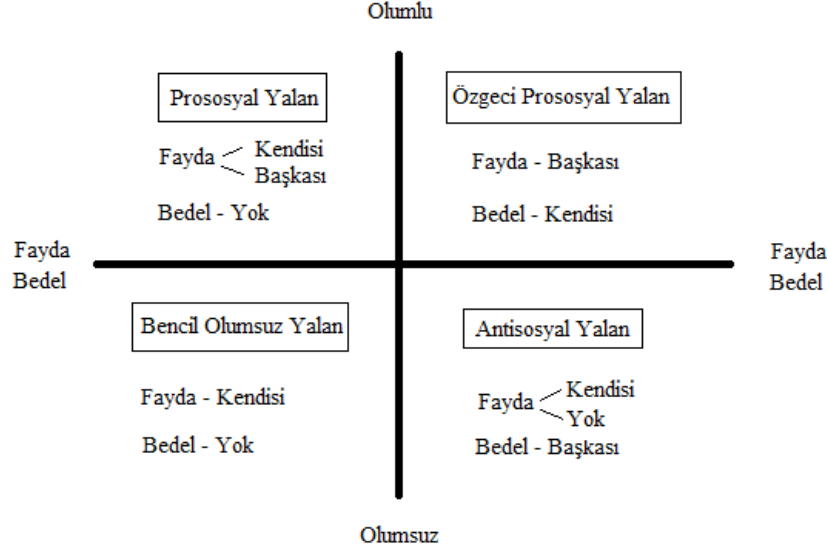 Olumlu
Prososyal Yalan
Fayda Kendisi
Başkası
Bedel - Yok
Özgeci Prososyal Yalan
Fayda - Başkası
Bedel - Kendisi
Fayda
Bedel
Fayda
Bedel
Bencil Olumsuz Yalan
Fayda - Kendisi
Bedel - Yok
Antisosyal Yalan
Fayda Kendisi
Yok
Bedel - Başkası
Olumsuz